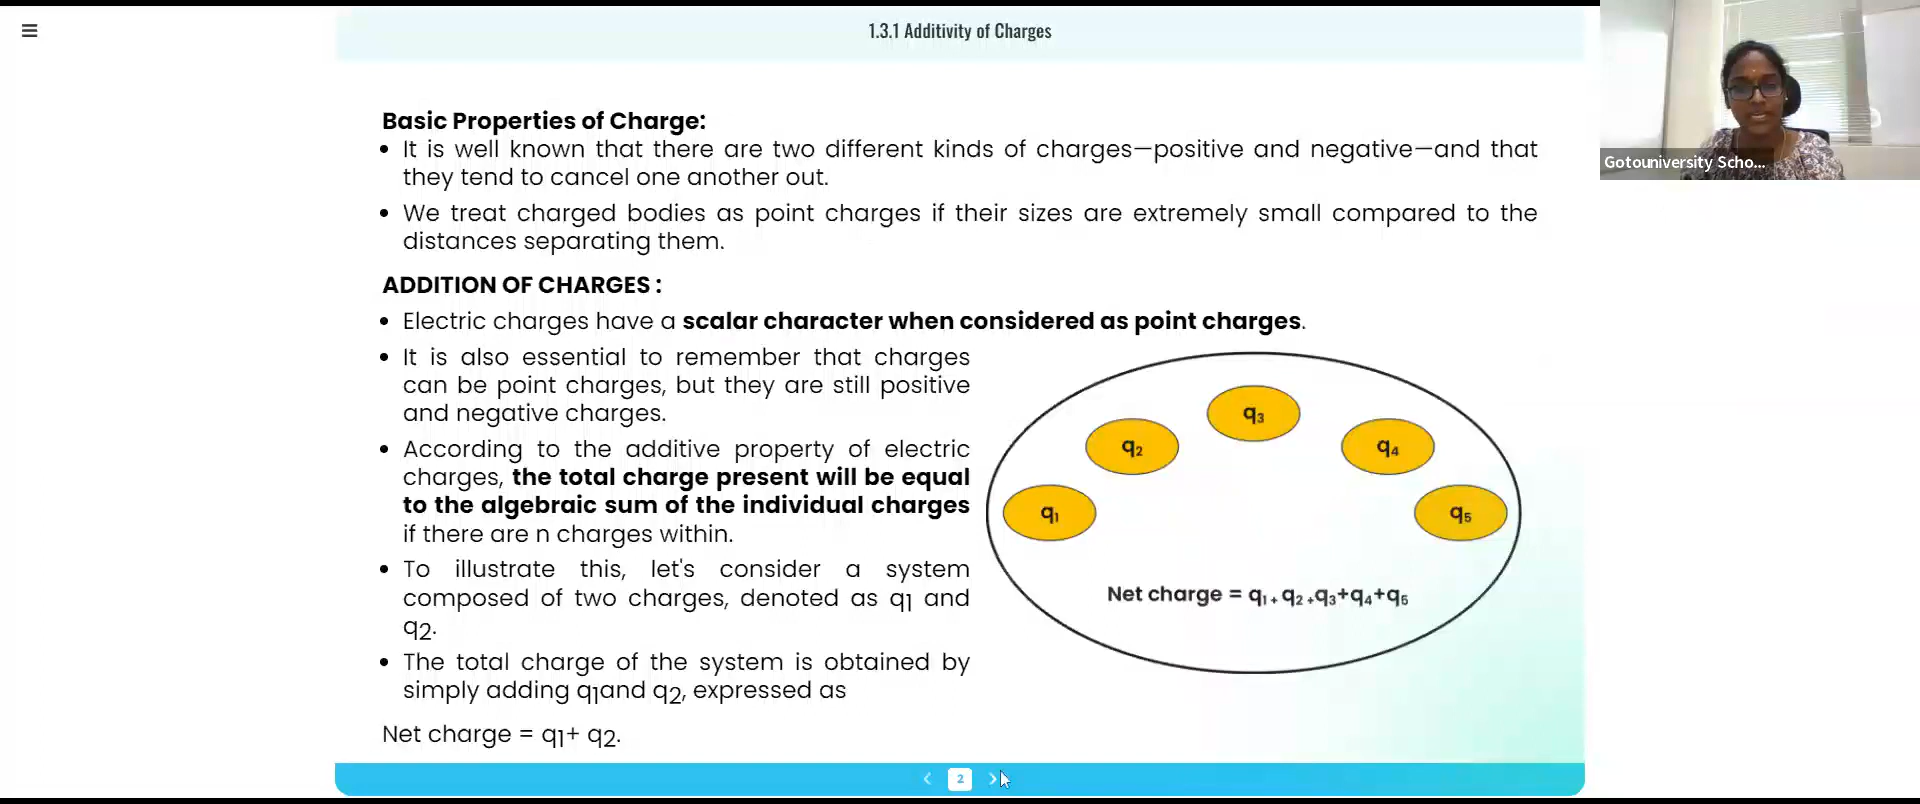 1.3.1 Additivity of Charges
Gotouniversity Scho...
Basic Properties of Charge:
• It is well known that there are two different kinds of charges—positive and negative—and that
they tend to cancel one another out.
• We treat charged bodies as point charges if their sizes are extremely small compared to the
distances separating them.
ADDITION OF CHARGES :
• Electric charges have a scalar character when considered as point charges.
• It is also essential to remember that charges
can be point charges, but they are still positive
and negative charges.
• According to the additive property of electric
charges, the total charge present will be equal
to the algebraic sum of the individual charges
if there are n charges within.
• To illustrate this, let's consider a system
composed of two charges, denoted as q1 and
q2.
• The total charge of the system is obtained by
simply adding q1and q2, expressed as
Net charge = q1+ q2.
q₁
q₂
q₃
q₄
q₅
Net charge = q₁₊ q₂ ₊q₃+q₄+q₅
2